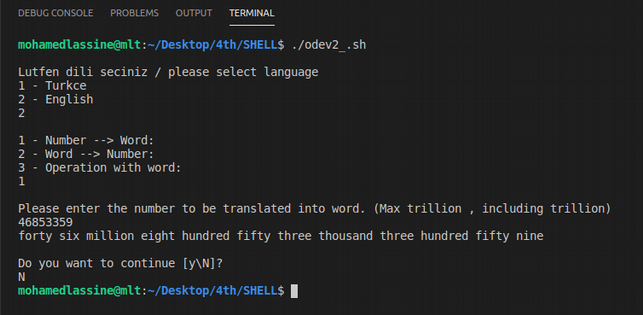 DEBUG CONSOLE PROBLEMS OUTPUT TERMINAL
mohamedlassine@mlt:~/Desktop/4th/SHELL$ ./odev2_.sh
Lutfen dili seciniz / please select language
1 - Turkce
2 - English
2
1 - Number --> Word:
2 - Word --> Number:
3 - Operation with word:
1
Please enter the number to be translated into word. (Max trillion , including trillion)
46853359
forty six million eight hundred fifty three thousand three hundred fifty nine
Do you want to continue [y\N]?
N
mohamedlassine@mlt:~/Desktop/4th/SHELL$